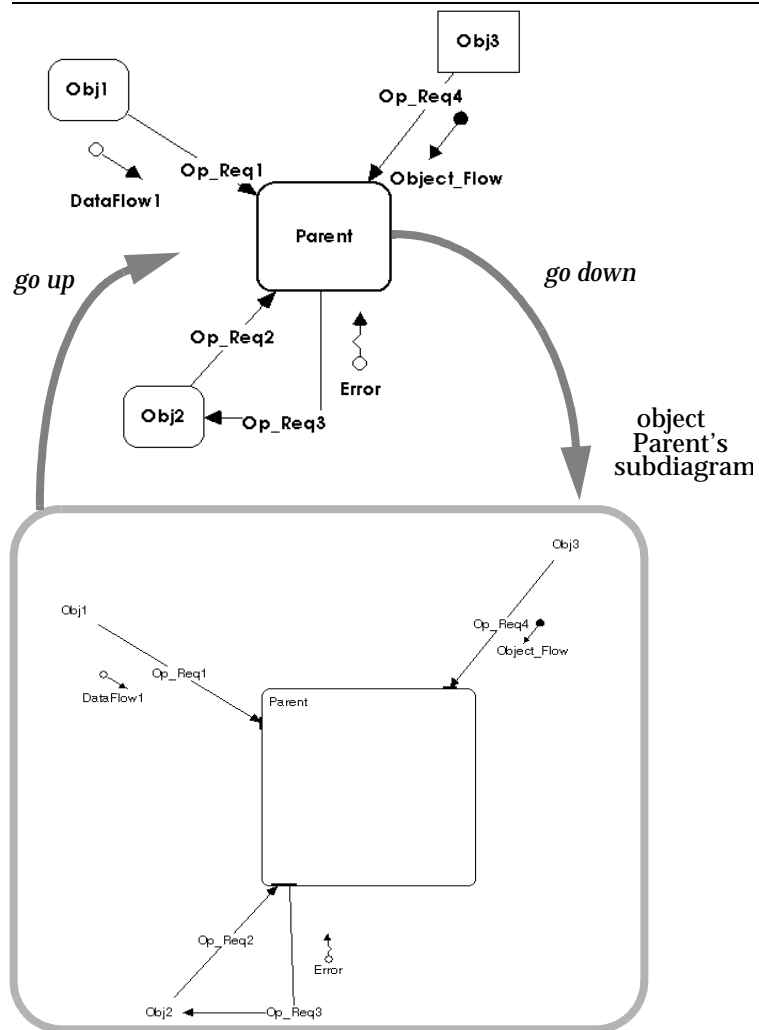 Obj3
Obj1
Op_Req4
Op_Req1
Object_Flow
DataFlow1
Parent
go up
go down
Op_Req2
Error
Obj2
Op_Req3
object
Parent's
subdiagram
Obj3
Obj1
Op_Req4
Object_Flow
Op_Req1
DataFlow1
Parent
Op_Req2
Error
Obj2
Op_Req3